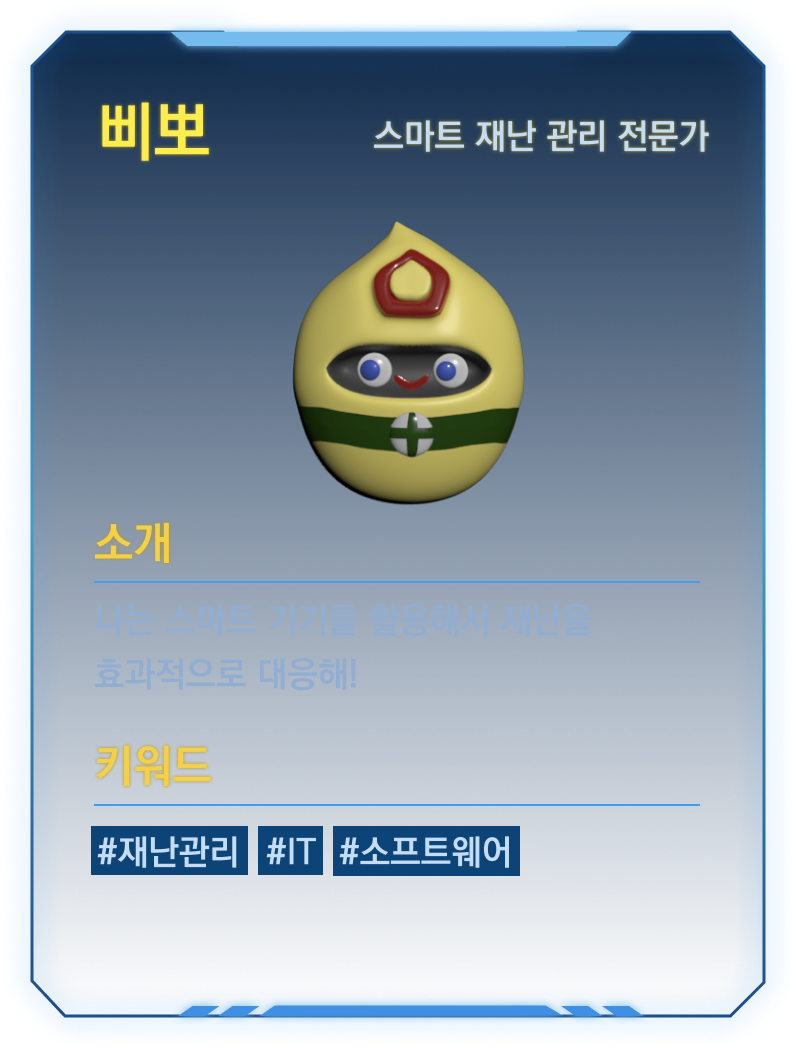 삐뽀
스마트 재난 관리 전문가
소개
나는 스마트 기기를 활용해서 재난을
효과적으로 대응해!
키워드
#재난관리 #IT #소프트웨어